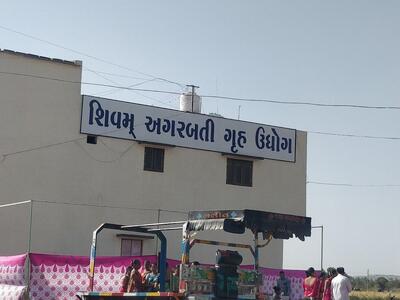 શિવમ્ અગરબતી ગૃહ ઉદ્યોગ